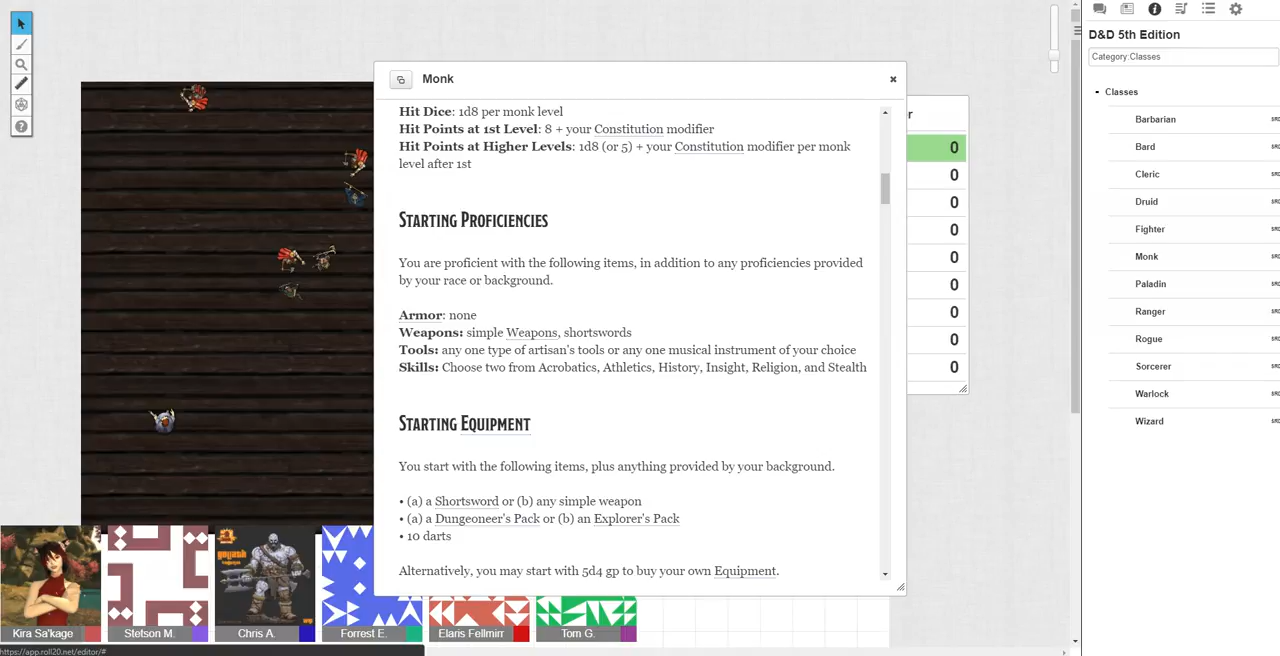 Monk
Hit Dice: 1d8 per monk level
Hit Points at 1st Level: 8 + your Constitution modifier
Hit Points at Higher Levels: 1d8 (or 5) + your Constitution modifier per monk
level after 1st
STARTING PROFICIENCIES
You are proficient with the following items, in addition to any proficiencies provided
by your race or background.
Armor: none
Weapons: simple Weapons, shortswords
Tools: any one type of artisan's tools or any one musical instrument of your choice
Skills: Choose two from Acrobatics, Athletics, History, Insight, Religion, and Stealth
STARTING EQUIPMENT
You start with the following items, plus anything provided by your background.
• (a) a Shortsword or (b) any simple weapon
• (a) a Dungeoneer's Pack or (b) an Explorer's Pack
• 10 darts
Alternatively, you may start with 5d4 gp to buy your own Equipment.
r
0
0
0
0
0
0
0
0
0
D&D 5th Edition
Category:Classes
Classes
Barbarian
Bard
Cleric
Druid
Fighter
Monk
Paladin
Ranger
Rogue
Sorcerer
Warlock
Wizard
Kira Sa'kage
Stetson M.
Chris A.
Forrest E.
Elaris Fellmirr
Tom G.
https://app.roll20.net/editor/#